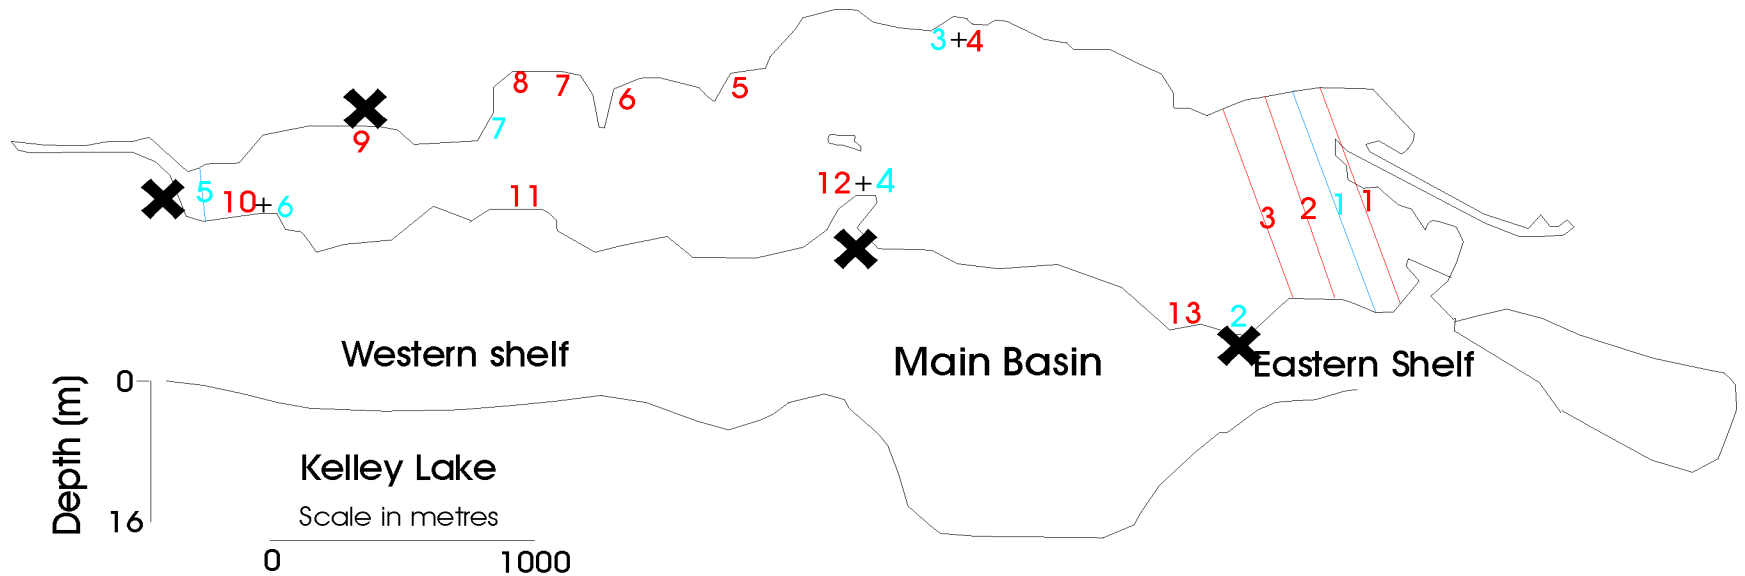 3+4
8 7 6 5
7
9
5 10+6 11 12+4
3 2 1 1
13 2
Western shelf
Main Basin
Eastern Shelf
0
Depth (m)
16
Kelley Lake
Scale in metres
0 1000